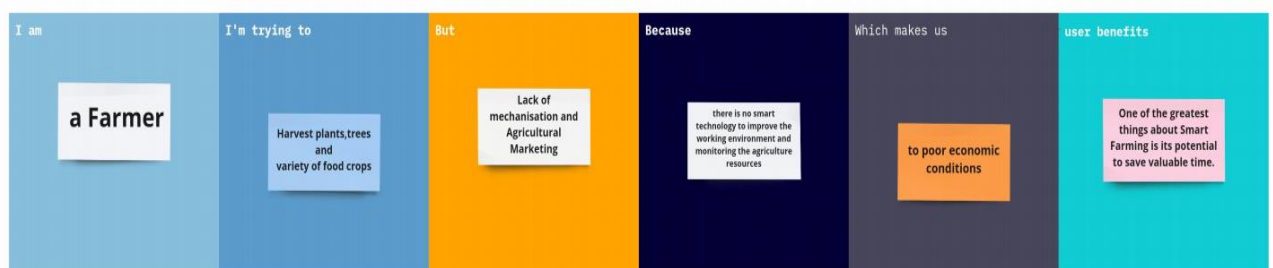 I am
a Farmer
I'm trying to
Harvest plants,trees
and
variety of food crops
But
Lack of
mechanisation and
Agricultural
Marketing
Because
there is no smart
technology to improve the
working environment and
monitoring the agriculture
resources
Which makes us
to poor economic
conditions
user benefits
One of the greatest
things about Smart
Farming is its potential
to save valuable time.